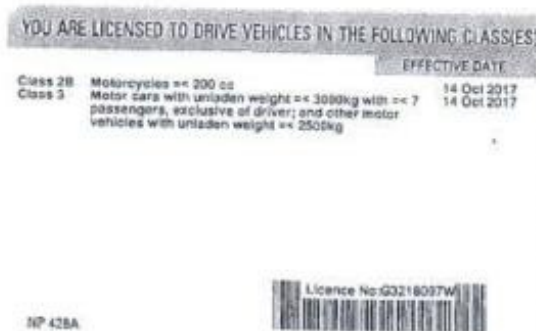 YOU ARE LICENSED TO DRIVE VEHICLES IN THE FOLLOWING CLASS(ES)
EFFECTIVE DATE
Class 2B Motorcycles =< 200 cc 14 Oct 2017
Class 3 Motor cars with unladen weight =< 3000kg with =< 7 14 Oct 2017
passengers, exclusive of driver; and other motor
vehicles with unladen weight =< 2500kg
Licence No:G3218097W
NP 428A